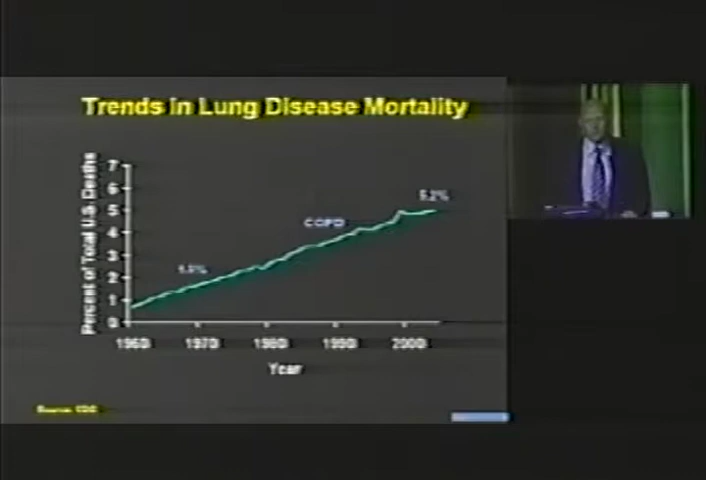 Trends in Lung Disease Mortality
Percent of Total U.S. Deaths
7
6
5
4
3
2
1
0
5.2%
COPD
1960
1970
1980
1990
2000
Year
Source: CDC